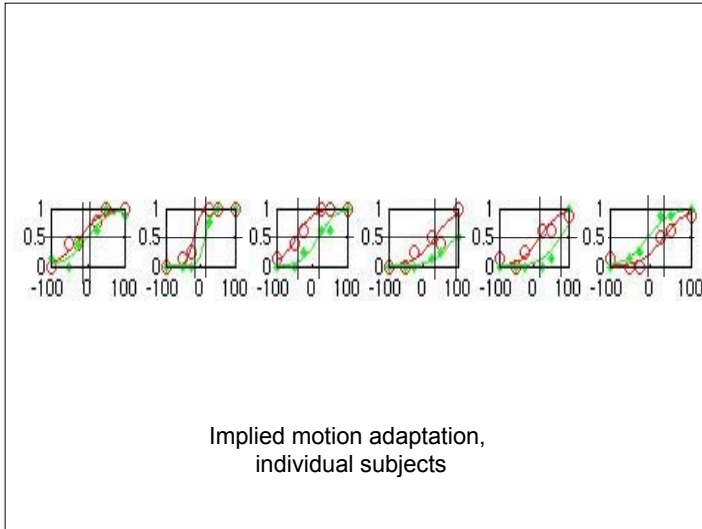 1 1 1 1 1 1
0.5 0.5 0.5 0.5 0.5 0.5
0 0 0 0 0 0
-100 0 100 -100 0 100 -100 0 100 -100 0 100 -100 0 100 -100 0 100
Implied motion adaptation,
individual subjects